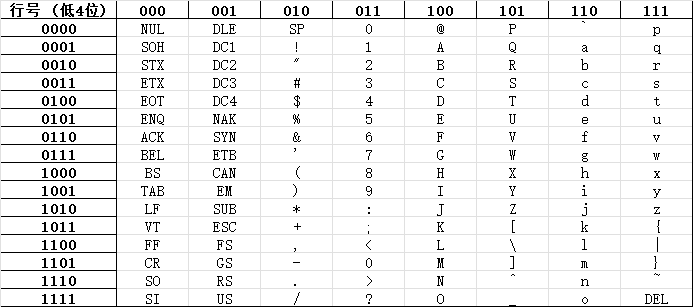 行号 (低4位) 000 001 010 011 100 101 110 111
0000 NUL DLE SP 0 @ P ` p
0001 SOH DC1 ! 1 A Q a q
0010 STX DC2 " 2 B R b r
0011 ETX DC3 # 3 C S c s
0100 EOT DC4 $ 4 D T d t
0101 ENQ NAK % 5 E U e u
0110 ACK SYN & 6 F V f v
0111 BEL ETB ' 7 G W g w
1000 BS CAN ( 8 H X h x
1001 TAB EM ) 9 I Y i y
1010 LF SUB * : J Z j z
1011 VT ESC + ; K [ k {
1100 FF FS , < L \ l |
1101 CR GS - 0 M ] m }
1110 SO RS . > N ^ n ~
1111 SI US / ? O _ o DEL